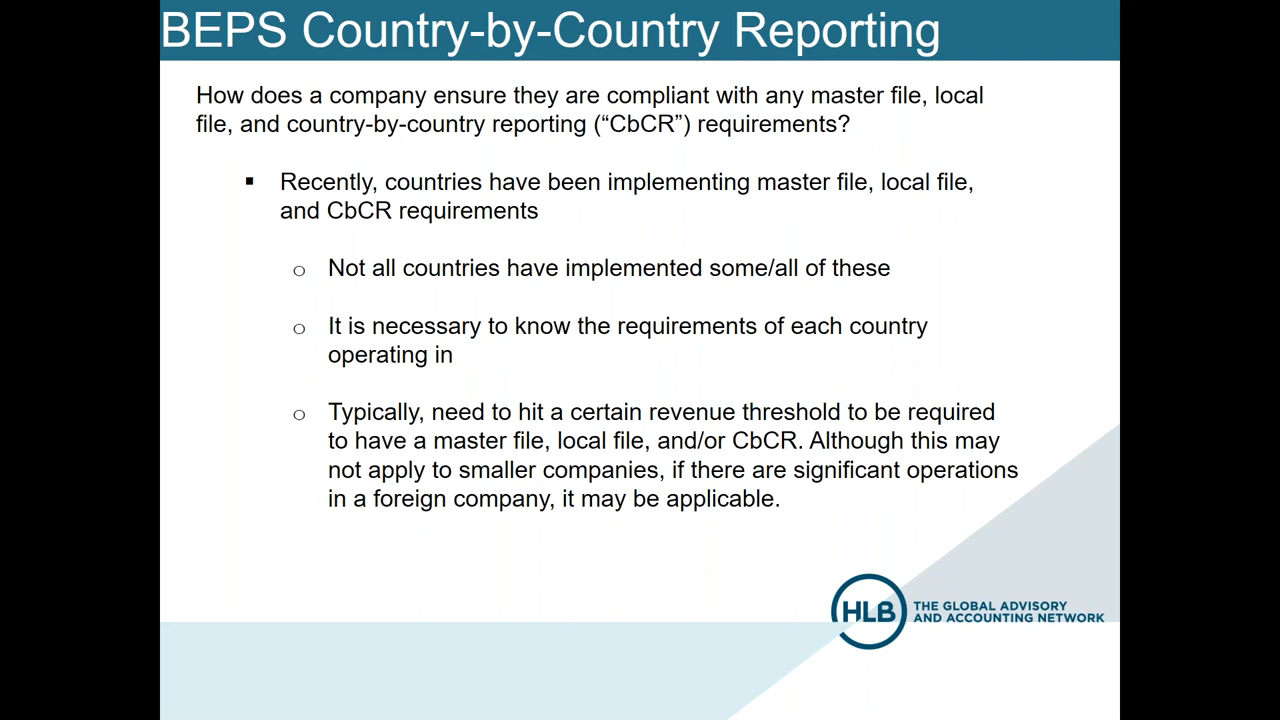 BEPS Country-by-Country Reporting
How does a company ensure they are compliant with any master file, local
file, and country-by-country reporting (“CbCR”) requirements?
▪ Recently, countries have been implementing master file, local file,
and CbCR requirements
o Not all countries have implemented some/all of these
o It is necessary to know the requirements of each country
operating in
o Typically, need to hit a certain revenue threshold to be required
to have a master file, local file, and/or CbCR. Although this may
not apply to smaller companies, if there are significant operations
in a foreign company, it may be applicable.
HLB
THE GLOBAL ADVISORY
AND ACCOUNTING NETWORK